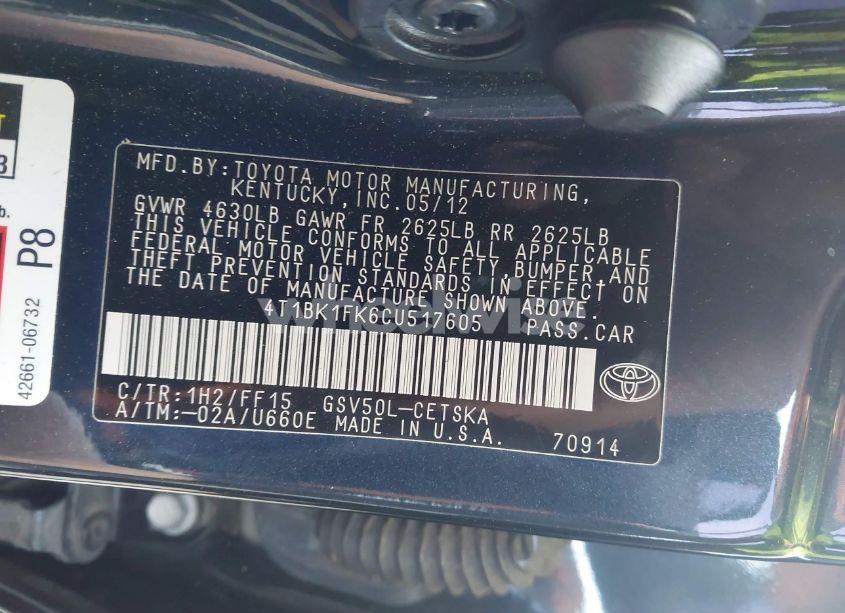 MFD.BY:TOYOTA MOTOR MANUFACTURING,
KENTUCKY,INC.05/12
GVWR 4630LB GAWR FR 2625LB RR 2625LB
THIS VEHICLE CONFORMS TO ALL APPLICABLE
FEDERAL MOTOR VEHICLE SAFETY,BUMPER,AND
THEFT PREVENTION STANDARDS IN EFFECT ON
THE DATE OF MANUFACTURE SHOWN ABOVE.
4T1BK1FK6CU517605 PASS.CAR
C/TR:1H2/FF15 GSV50L-CETSKA
A/TM:-02A/U660E MADE IN U.S.A. 70914
P8
42661-06732